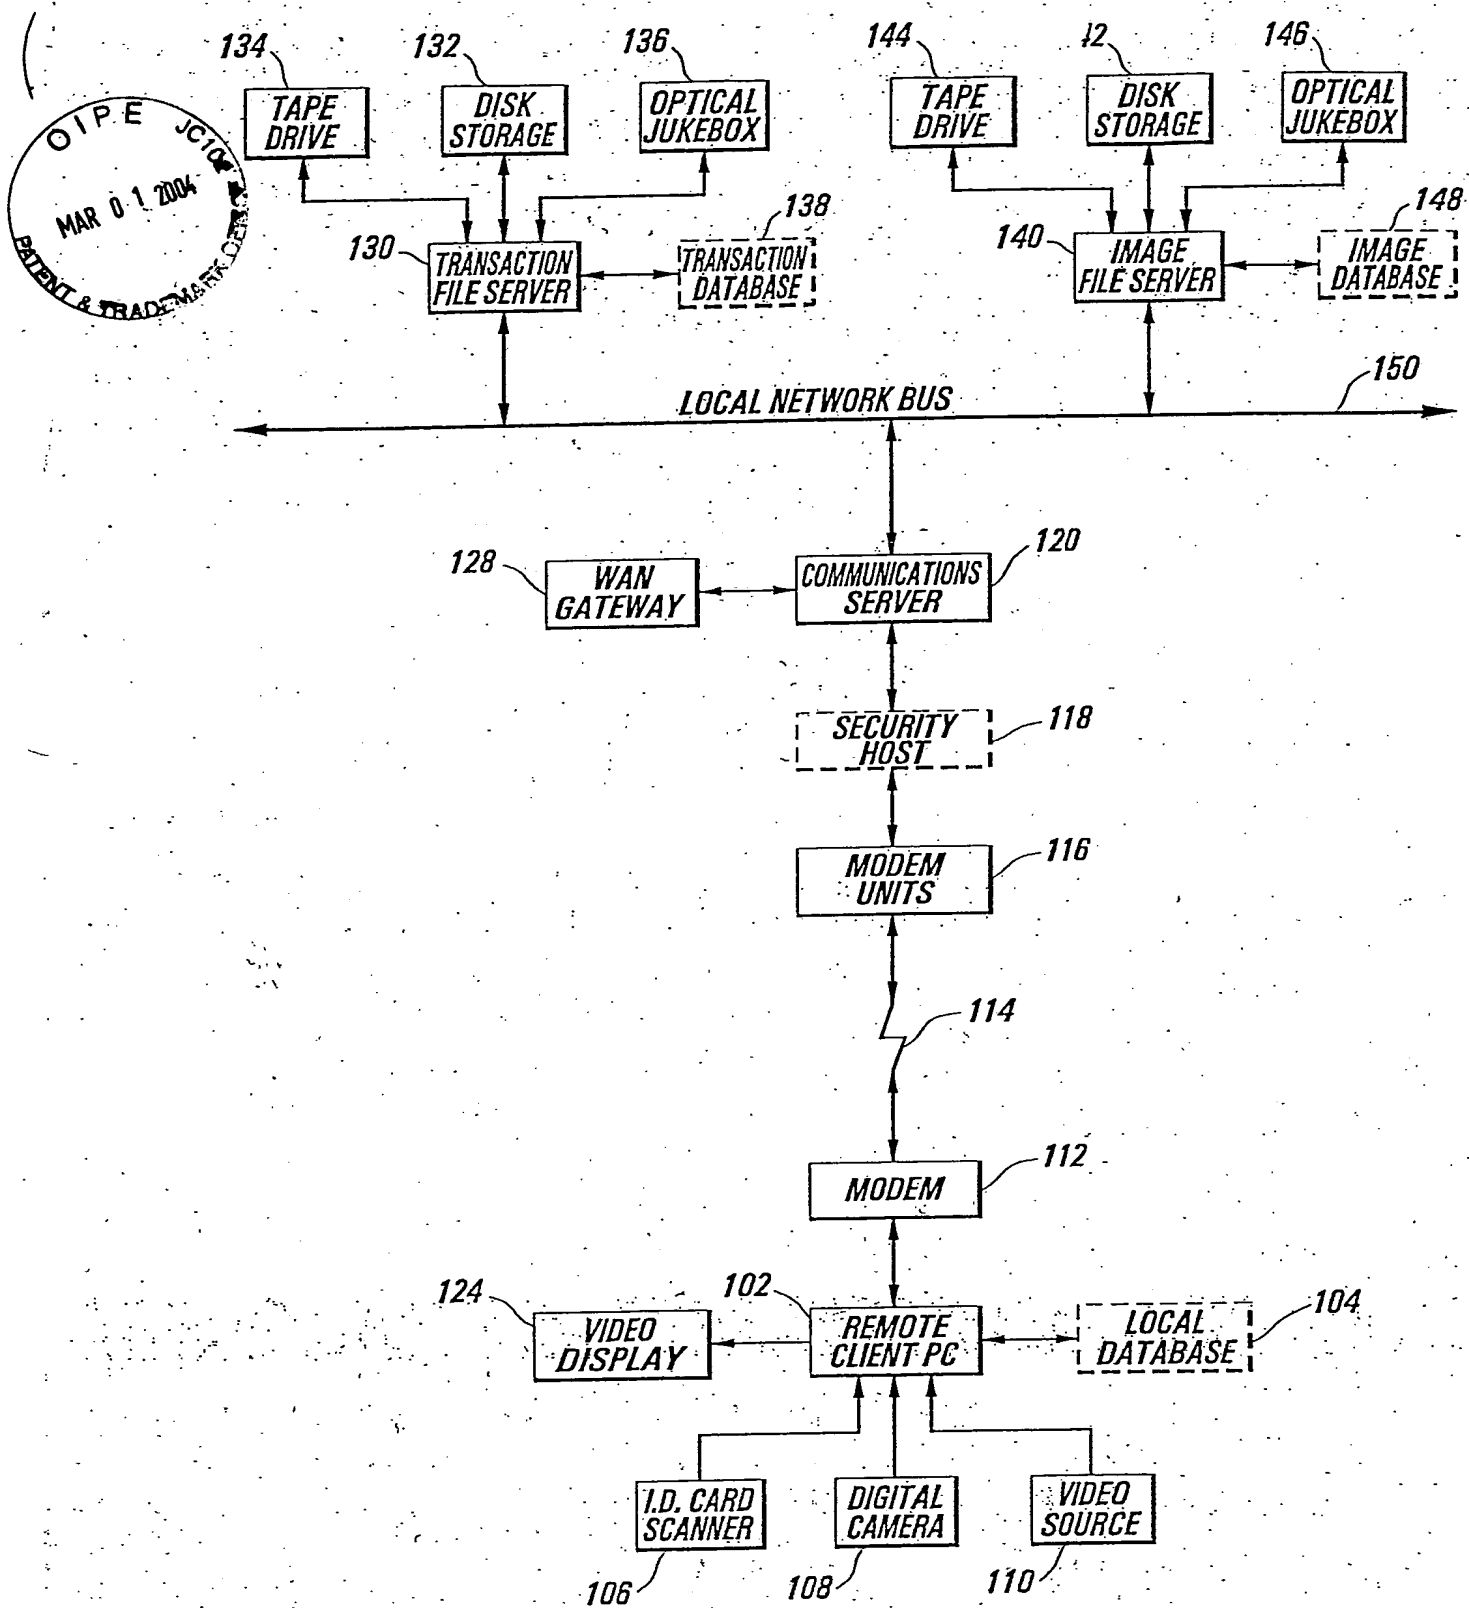 134
132
136
144
42
146
TAPE
DRIVE
DISK
STORAGE
OPTICAL
JUKEBOX
TAPE
DRIVE
DISK
STORAGE
OPTICAL
JUKEBOX
OIPE
MAR 01 2004
PATENT & TRADEMARK
130
TRANSACTION
FILE SERVER
138
TRANSACTION
DATABASE
140
IMAGE
FILE SERVER
148
IMAGE
DATABASE
LOCAL NETWORK BUS
150
128
WAN
GATEWAY
COMMUNICATIONS
SERVER
120
SECURITY
HOST
118
MODEM
UNITS
116
114
MODEM
112
124
VIDEO
DISPLAY
102
REMOTE
CLIENT PC
LOCAL
DATABASE
104
I.D. CARD
SCANNER
DIGITAL
CAMERA
VIDEO
SOURCE
106
108
110